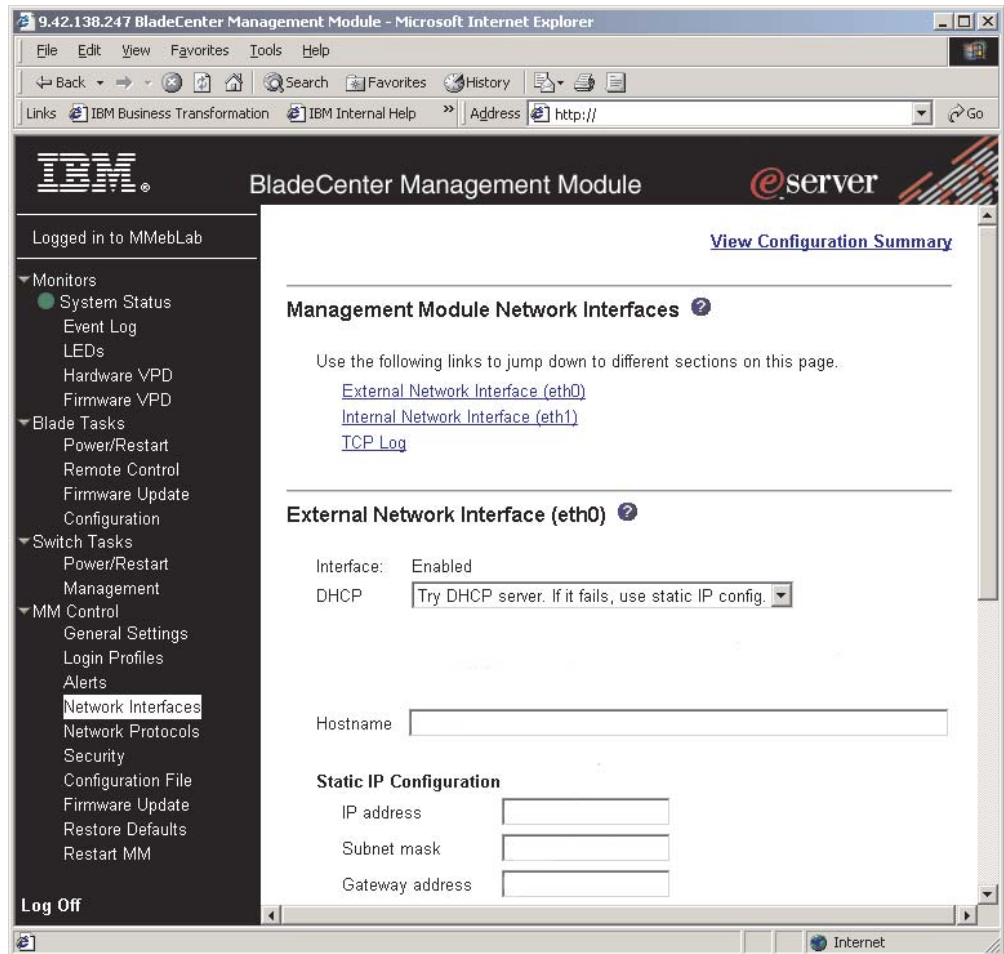 9.42.138.247 BladeCenter Management Module - Microsoft Internet Explorer
File Edit View Favorites Tools Help
Back Search Favorites History
Links IBM Business Transformation IBM Internal Help » Address http:// Go
IBM® BladeCenter Management Module eserver
Logged in to MMebLab
Monitors
System Status
Event Log
LEDs
Hardware VPD
Firmware VPD
Blade Tasks
Power/Restart
Remote Control
Firmware Update
Configuration
Switch Tasks
Power/Restart
Management
MM Control
General Settings
Login Profiles
Alerts
Network Interfaces
Network Protocols
Security
Configuration File
Firmware Update
Restore Defaults
Restart MM
Log Off
View Configuration Summary
Management Module Network Interfaces ?
Use the following links to jump down to different sections on this page.
External Network Interface (eth0)
Internal Network Interface (eth1)
TCP Log
External Network Interface (eth0) ?
Interface: Enabled
DHCP Try DHCP server. If it fails, use static IP config.
Hostname
Static IP Configuration
IP address
Subnet mask
Gateway address
Internet